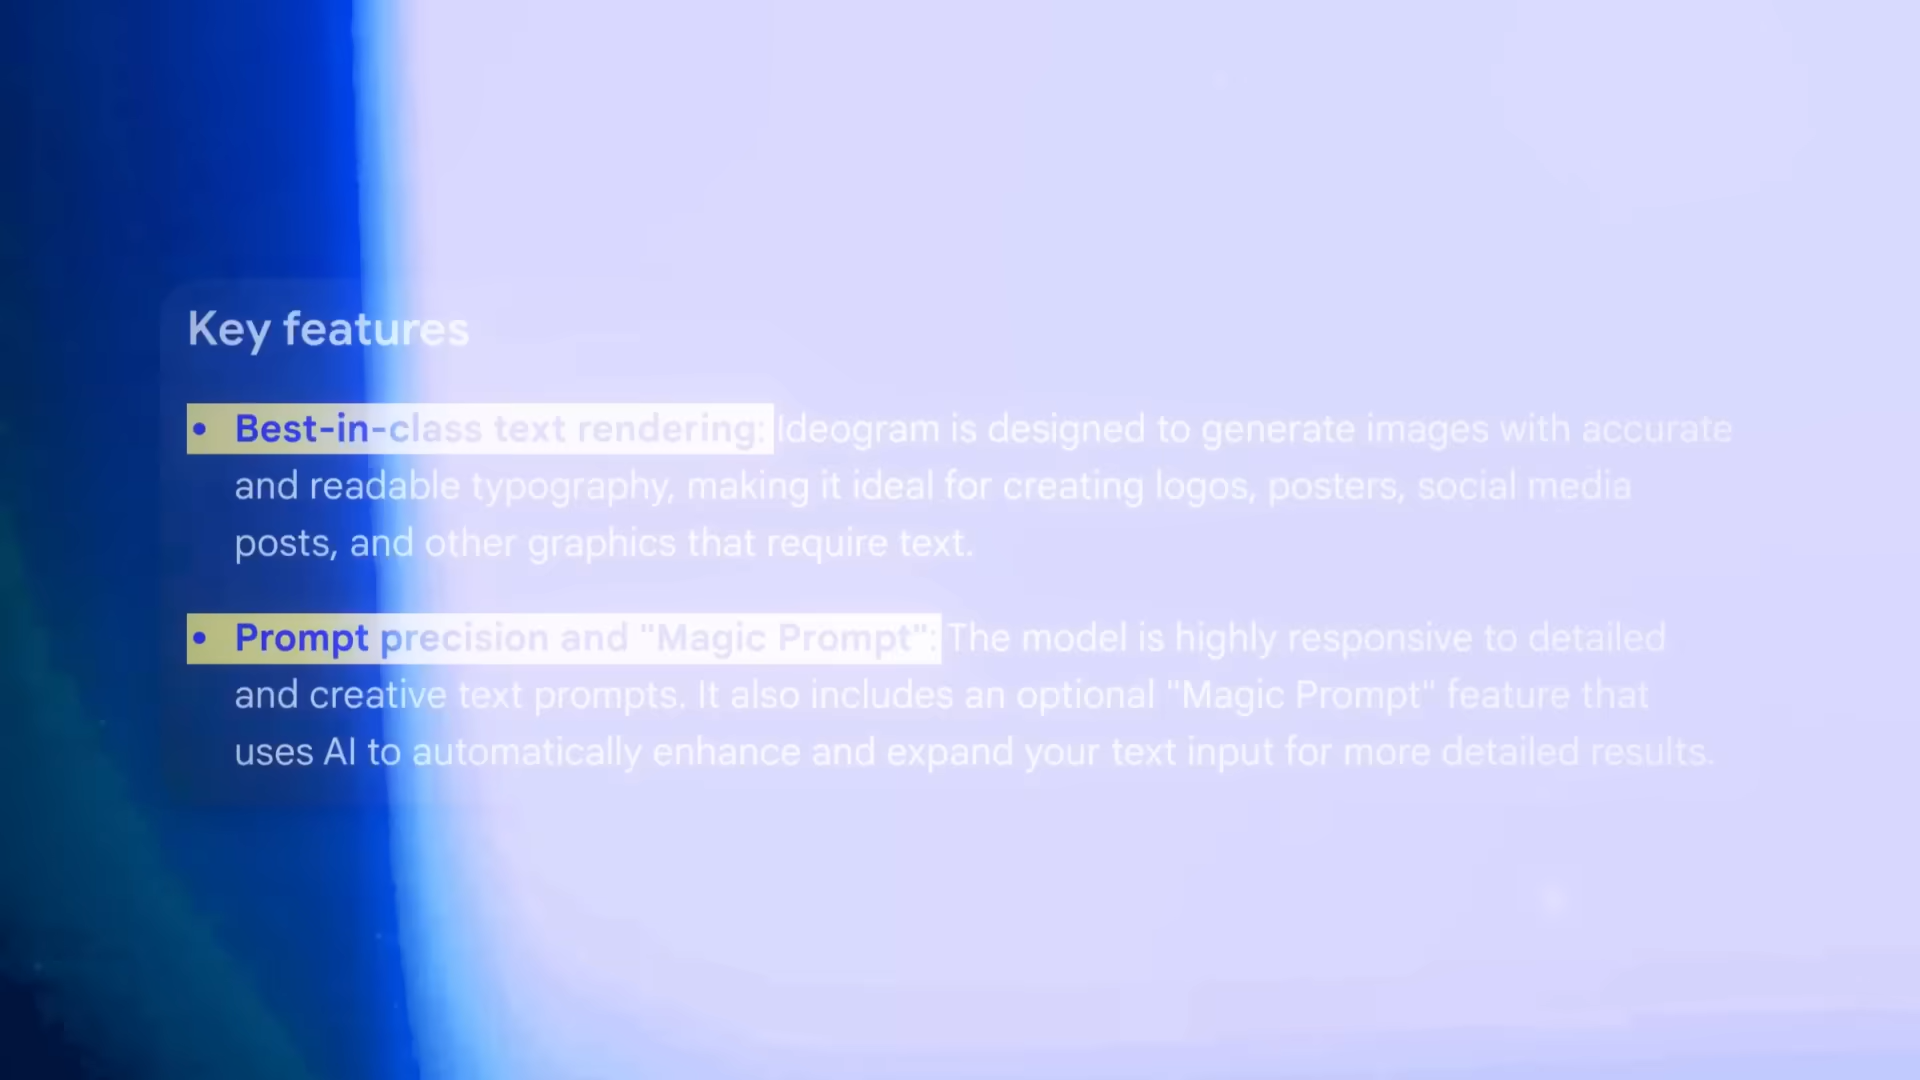 Key features
• Best-in-class text rendering: Ideogram is designed to generate images with accurate
and readable typography, making it ideal for creating logos, posters, social media
posts, and other graphics that require text.
• Prompt precision and "Magic Prompt": The model is highly responsive to detailed
and creative text prompts. It also includes an optional "Magic Prompt" feature that
uses AI to automatically enhance and expand your text input for more detailed results.